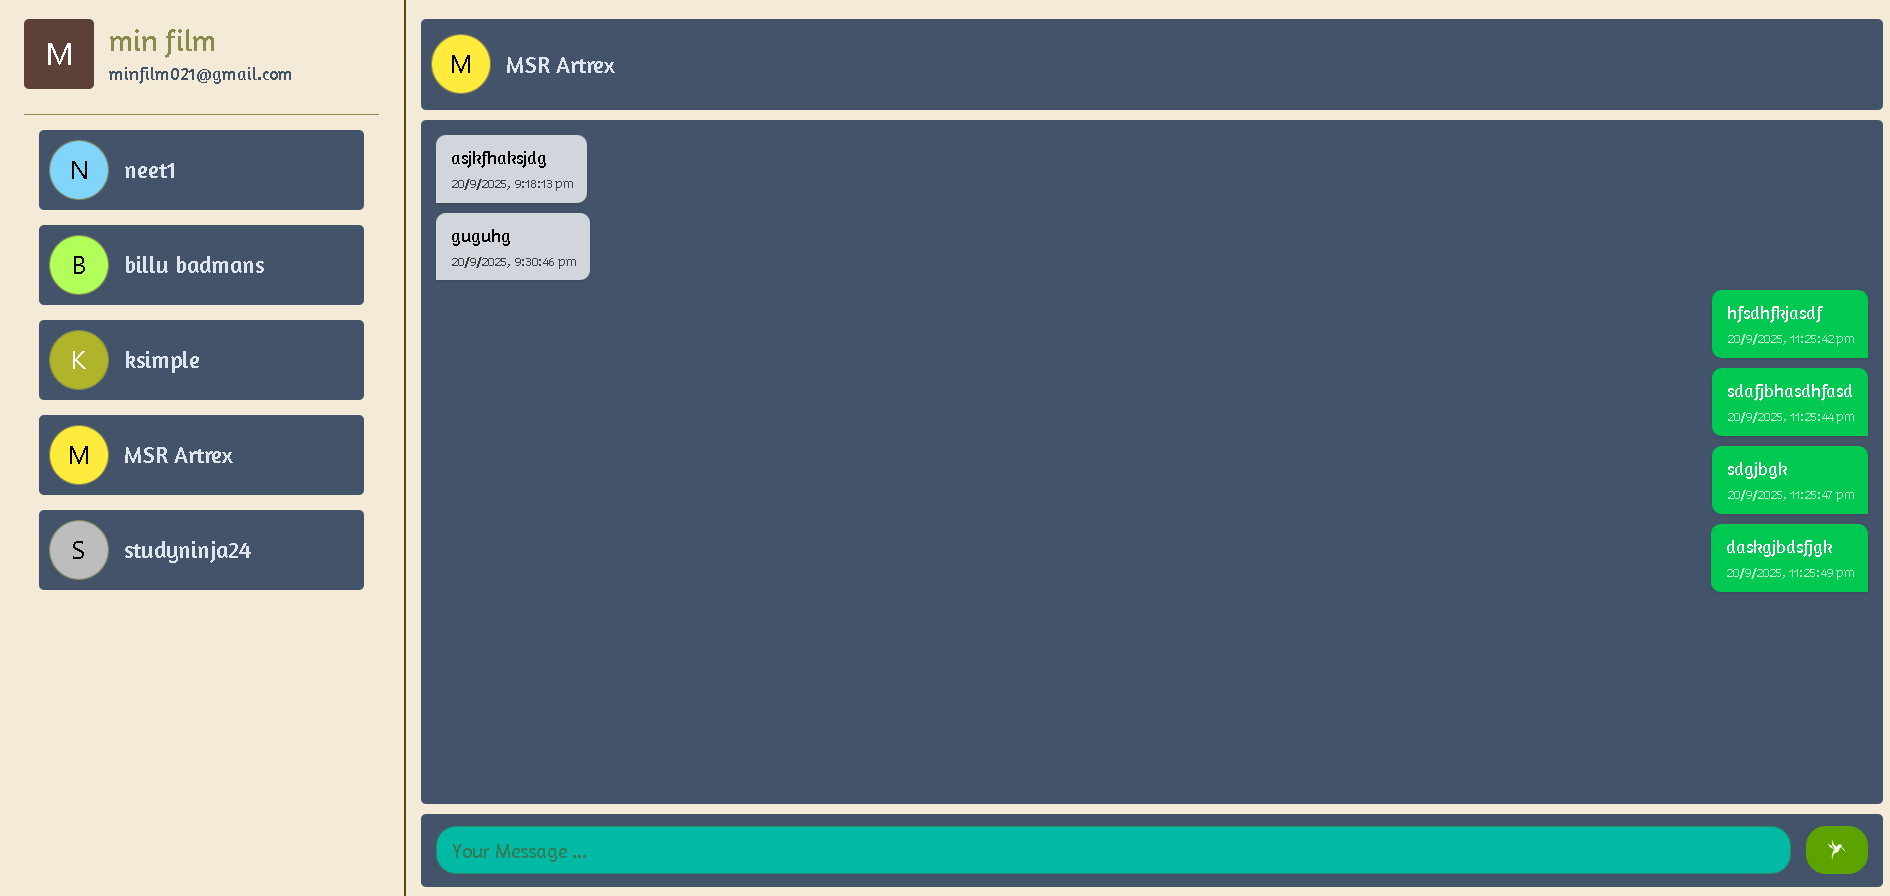 M
min film
minfilm021@gmail.com
N
neet1
B
billu badmans
K
ksimple
M
MSR Artrex
S
studyninja24
M
MSR Artrex
asjkfhaksjdg
20/9/2025, 9:18:13 pm
guguhg
20/9/2025, 9:30:46 pm
hfsdhfkjasdf
20/9/2025, 11:25:42 pm
sdafjbhasdhfasd
20/9/2025, 11:25:44 pm
sdgjbgk
20/9/2025, 11:25:47 pm
daskgjbdsfjgk
20/9/2025, 11:25:49 pm
Your Message ...